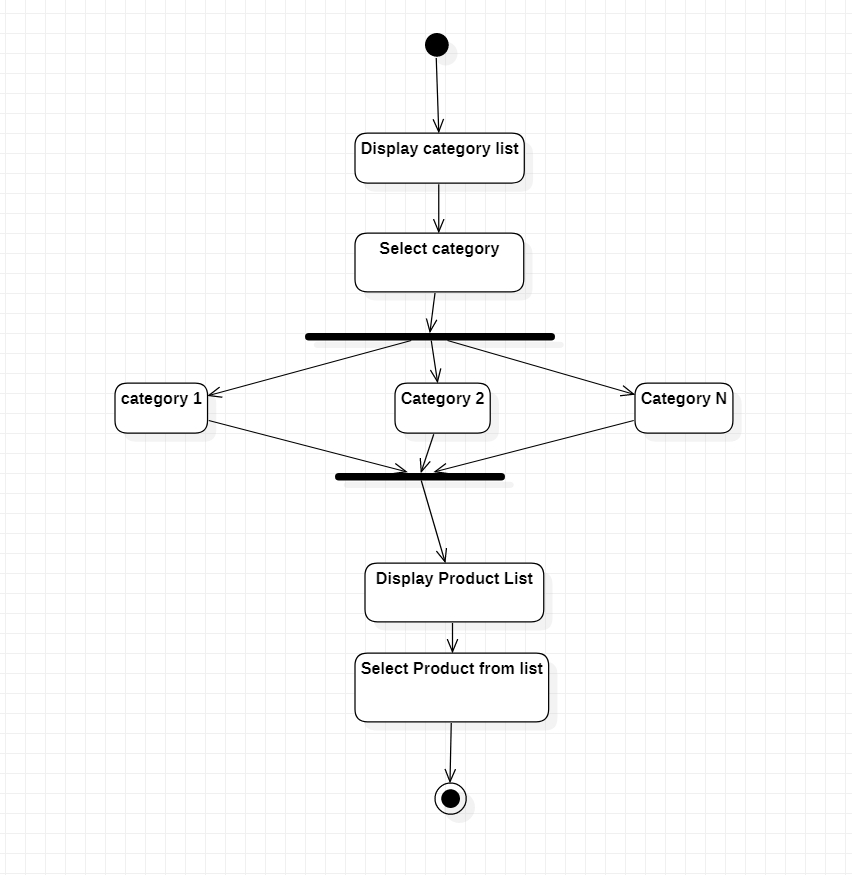 Display category list
Select category
category 1
Category 2
Category N
Display Product List
Select Product from list